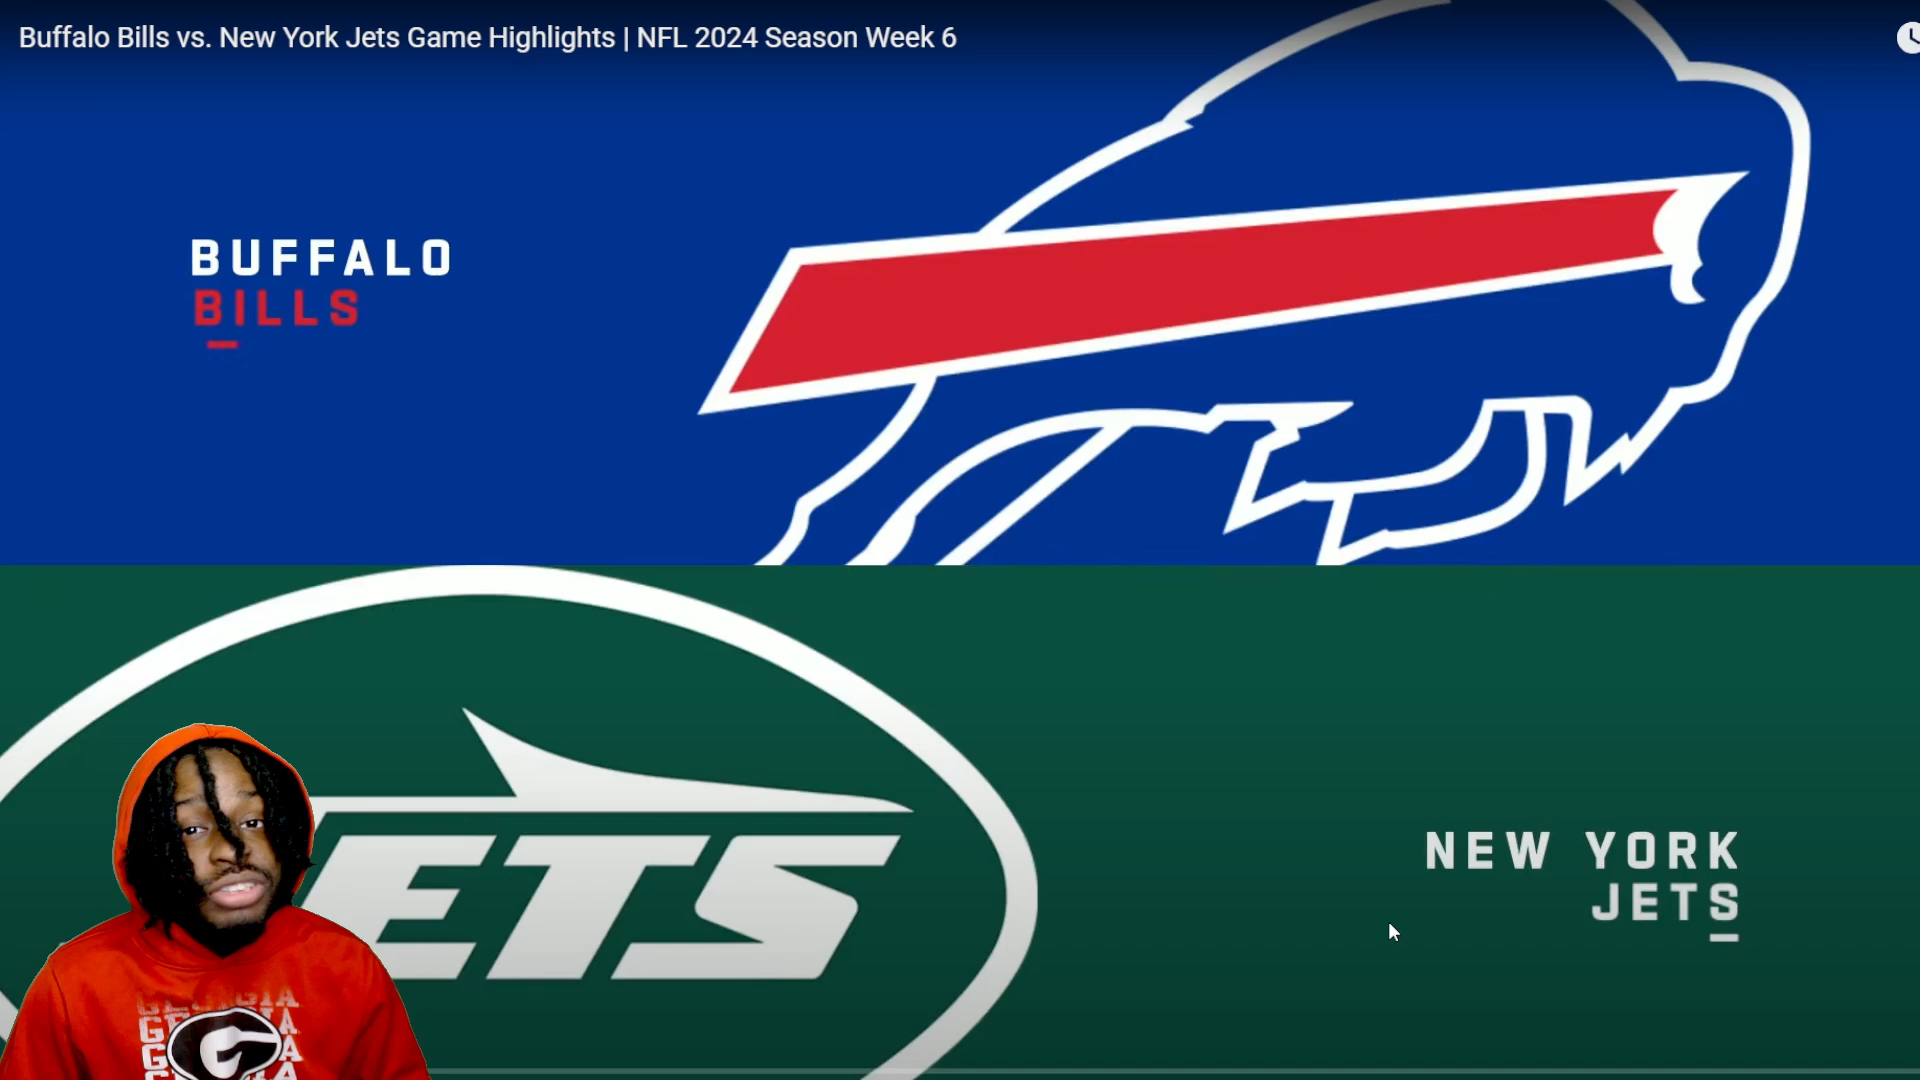 Buffalo Bills vs. New York Jets Game Highlights | NFL 2024 Season Week 6
BUFFALO
BILLS
ETS
NEW YORK
JETS
GEORGIA
G
A
G
A
G